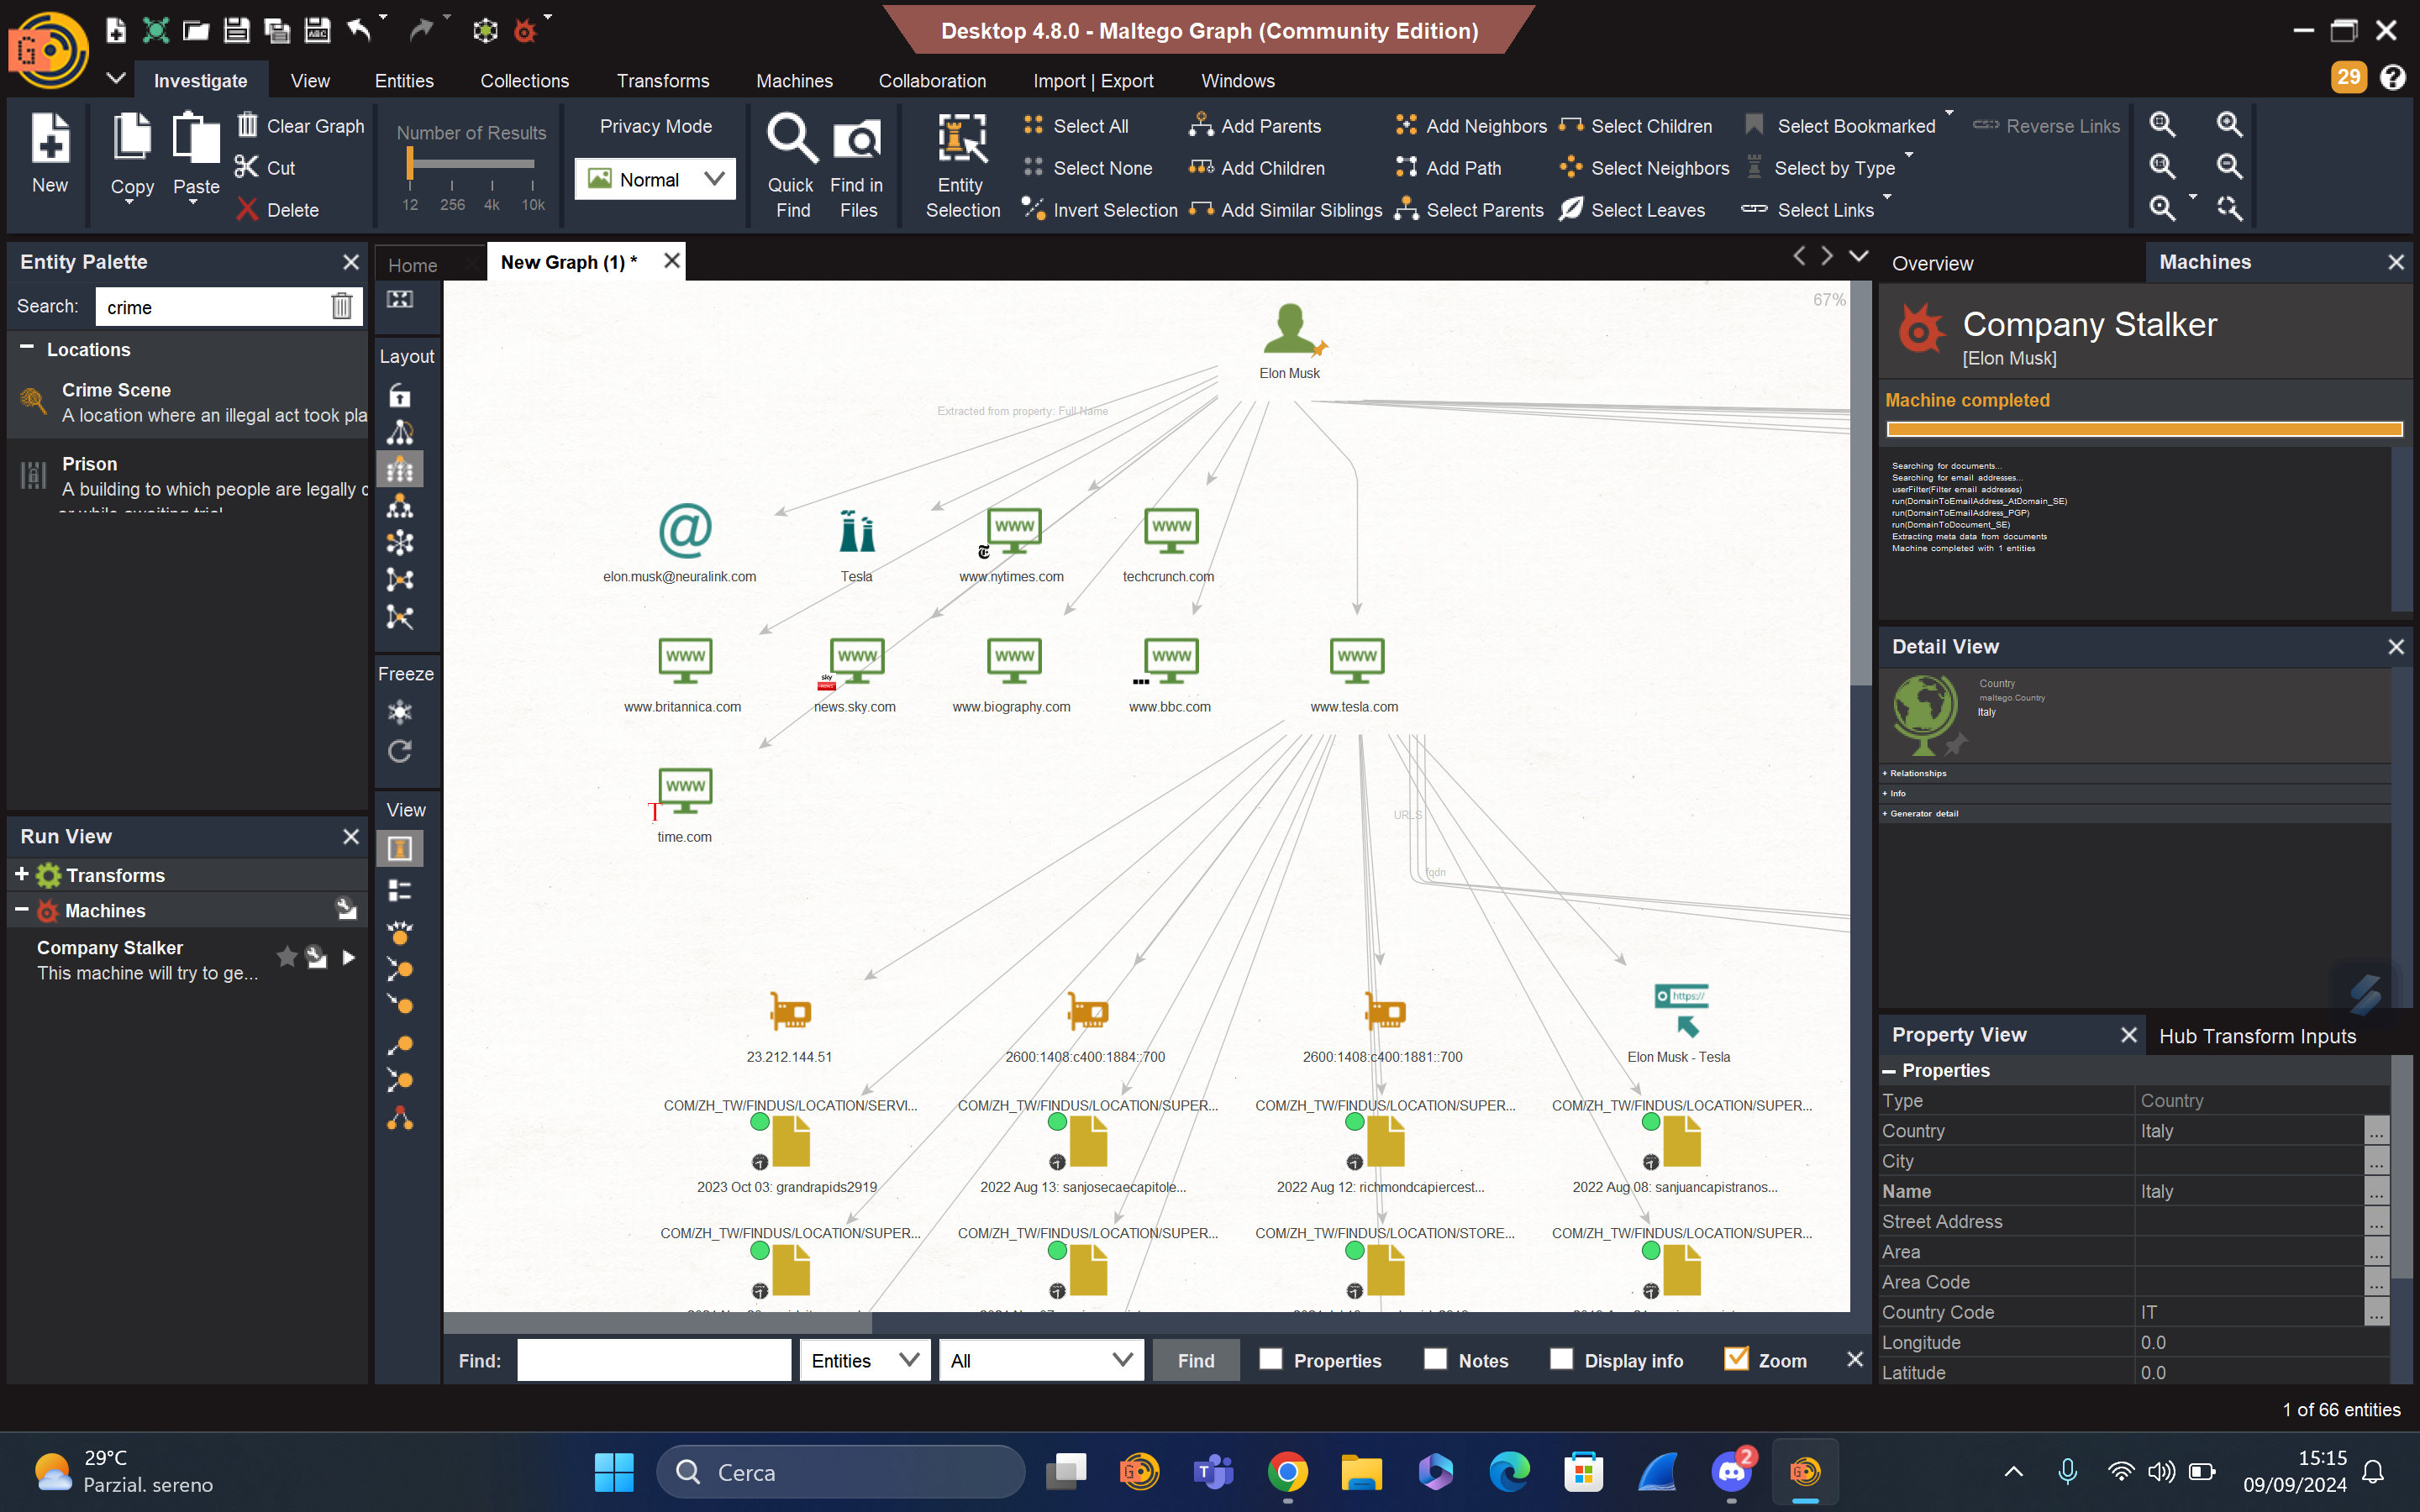 Desktop 4.8.0 - Maltego Graph (Community Edition)
Investigate View Entities Collections Transforms Machines Collaboration Import | Export Windows
29
New
Copy
Paste
Clear Graph
Cut
Delete
Number of Results
12 256 4k 10k
Privacy Mode
Normal
Quick Find
Find in Files
Entity Selection
Select All
Select None
Invert Selection
Add Parents
Add Children
Add Similar Siblings
Add Neighbors
Add Path
Select Parents
Select Children
Select Neighbors
Select Leaves
Select Bookmarked
Select by Type
Select Links
Reverse Links
Entity Palette
Search: crime
Locations
Crime Scene
A location where an illegal act took pla
Prison
A building to which people are legally c
Run View
Transforms
Machines
Company Stalker
This machine will try to ge...
Home
New Graph (1) *
Layout
Freeze
View
67%
Elon Musk
Extracted from property: Full Name
elon.musk@neuralink.com
Tesla
www.nytimes.com
techcrunch.com
www.britannica.com
news.sky.com
www.biography.com
www.bbc.com
www.tesla.com
time.com
URLS
fqdn
23.212.144.51
2600:1408:c400:1884::700
2600:1408:c400:1881::700
Elon Musk - Tesla
COM/ZH_TW/FINDUS/LOCATION/SERVI...
COM/ZH_TW/FINDUS/LOCATION/SUPER...
COM/ZH_TW/FINDUS/LOCATION/SUPER...
COM/ZH_TW/FINDUS/LOCATION/SUPER...
2023 Oct 03: grandrapids2919
2022 Aug 13: sanjosecaecapitole...
2022 Aug 12: richmondcapiercest...
2022 Aug 08: sanjuancapistranos...
COM/ZH_TW/FINDUS/LOCATION/SUPER...
COM/ZH_TW/FINDUS/LOCATION/SUPER...
COM/ZH_TW/FINDUS/LOCATION/STORE...
COM/ZH_TW/FINDUS/LOCATION/SUPER...
Find:
Entities
All
Find
Properties
Notes
Display info
Zoom
Overview
Machines
Company Stalker
[Elon Musk]
Machine completed
Searching for documents...
Searching for email addresses...
userFilter(Filter email addresses)
run(DomainToEmailAddress_AtDomain_SE)
run(DomainToEmailAddress_PGP)
run(DomainToDocument_SE)
Extracting meta data from documents
Machine completed with 1 entities
Detail View
Country
maltego.Country
Italy
+ Relationships
+ Info
+ Generator detail
Property View
Hub Transform Inputs
Properties
Type Country
Country Italy
City
Name Italy
Street Address
Area
Area Code
Country Code IT
Longitude 0.0
Latitude 0.0
1 of 66 entities
29°C
Parzial. sereno
Cerca
2
15:15
09/09/2024